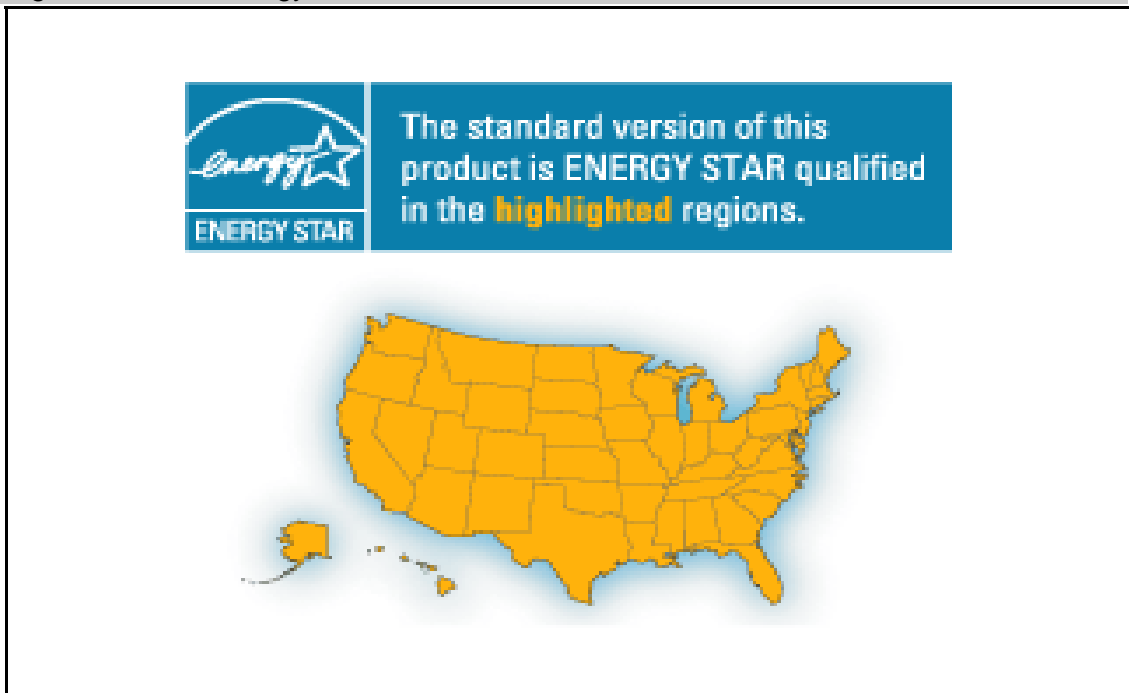 energy
ENERGY STAR
The standard version of this
product is ENERGY STAR qualified
in the highlighted regions.